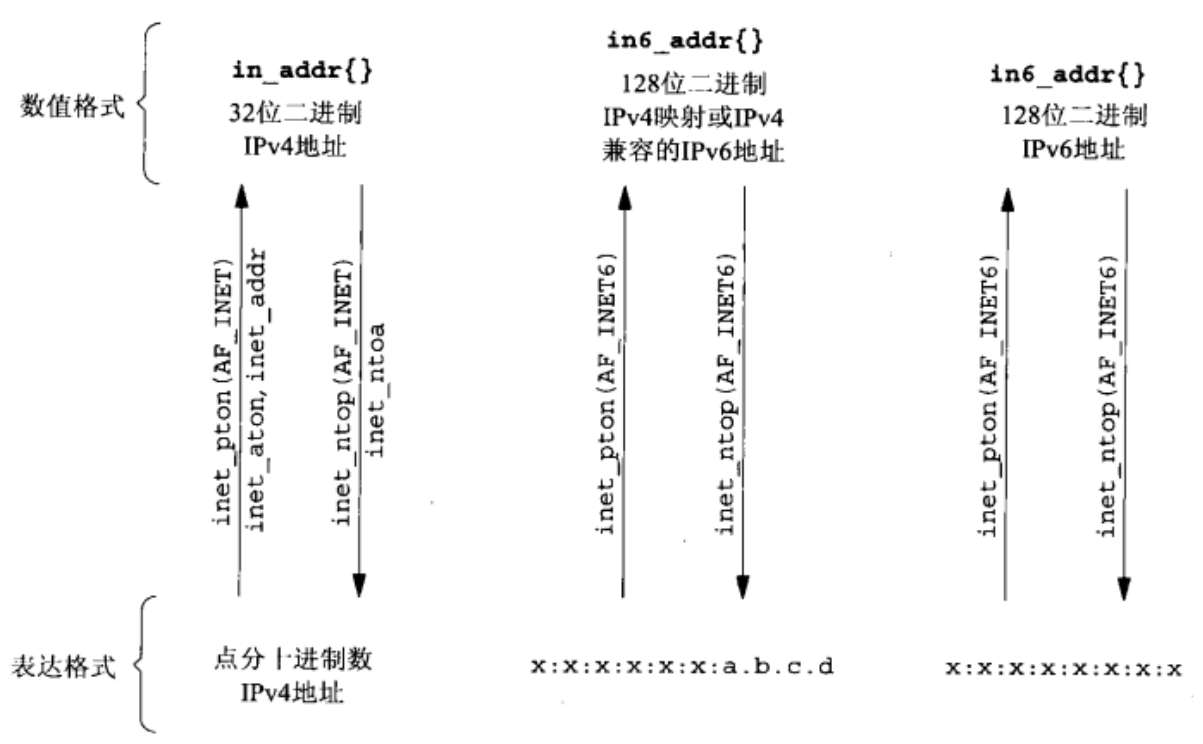 数值格式
in_addr{}
32位二进制
IPv4地址
in6_addr{}
128位二进制
IPv4映射或IPv4
兼容的IPv6地址
in6_addr{}
128位二进制
IPv6地址
inet_pton(AF_INET)
inet_aton,inet_addr
inet_ntop(AF_INET)
inet_ntoa
inet_pton(AF_INET6)
inet_ntop(AF_INET6)
inet_pton(AF_INET6)
inet_ntop(AF_INET6)
表达格式
点分十进制数
IPv4地址
x:x:x:x:x:x:a.b.c.d
x:x:x:x:x:x:x:x